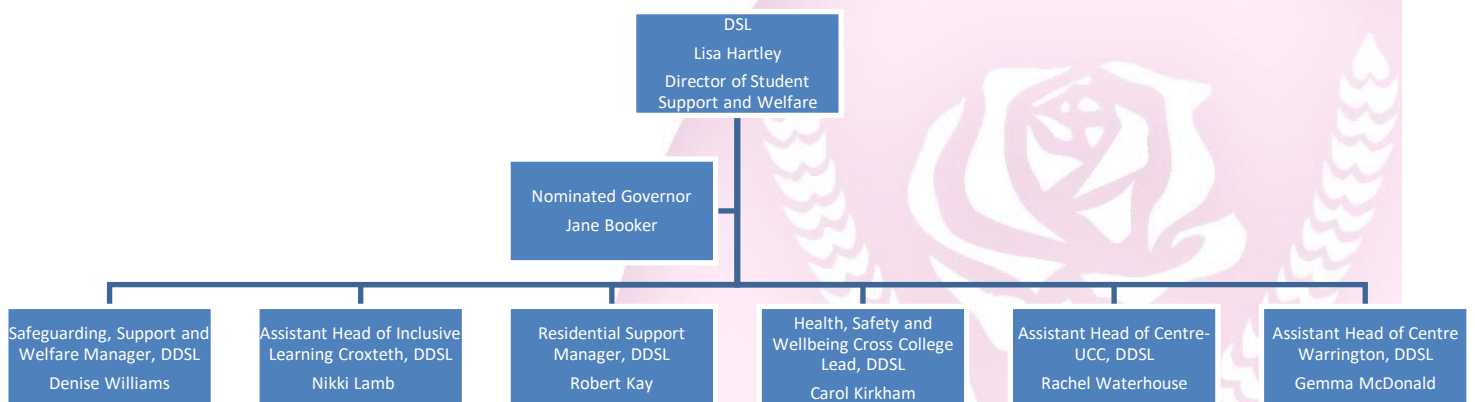 DSL
Lisa Hartley
Director of Student
Support and Welfare
Nominated Governor
Jane Booker
Safeguarding, Support and
Welfare Manager, DDSL
Denise Williams
Assistant Head of Inclusive
Learning Croxteth, DDSL
Nikki Lamb
Residential Support
Manager, DDSL
Robert Kay
Health, Safety and
Wellbeing Cross College
Lead, DDSL
Carol Kirkham
Assistant Head of Centre-
UCC, DDSL
Rachel Waterhouse
Assistant Head of Centre
Warrington, DDSL
Gemma McDonald